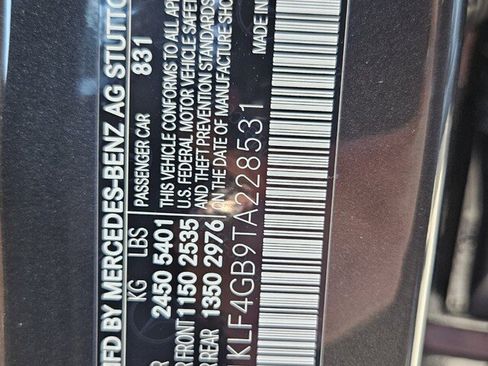 MFD BY MERCEDES-BENZ AG STUTTG
PASSENGER CAR 831
KG LBS
2450 5401
FRONT 1150 2535
REAR 1350 2976
THIS VEHICLE CONFORMS TO ALL APP
U.S. FEDERAL MOTOR VEHICLE SAFETY
AND THEFT PREVENTION STANDARDS
ON THE DATE OF MANUFACTURE SHO
KLF4GB9TA228531
MADE IN